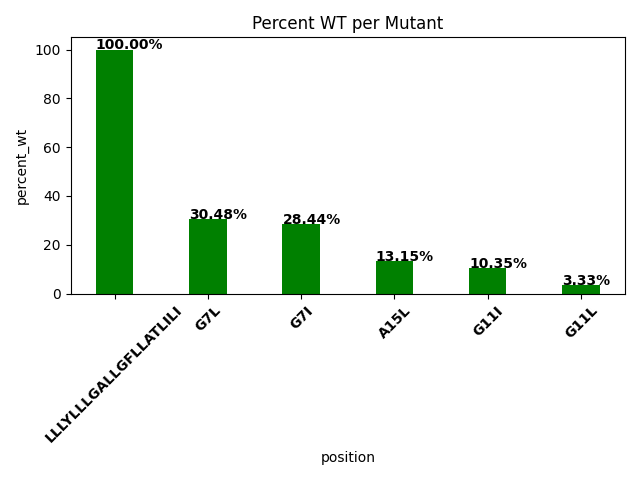 Percent WT per Mutant
percent_wt
100
80
60
40
20
0
100.00%
30.48%
28.44%
13.15%
10.35%
3.33%
LLLYLLLGALLGFLLATLILI
G7L
G7I
A15L
G11I
G11L
position